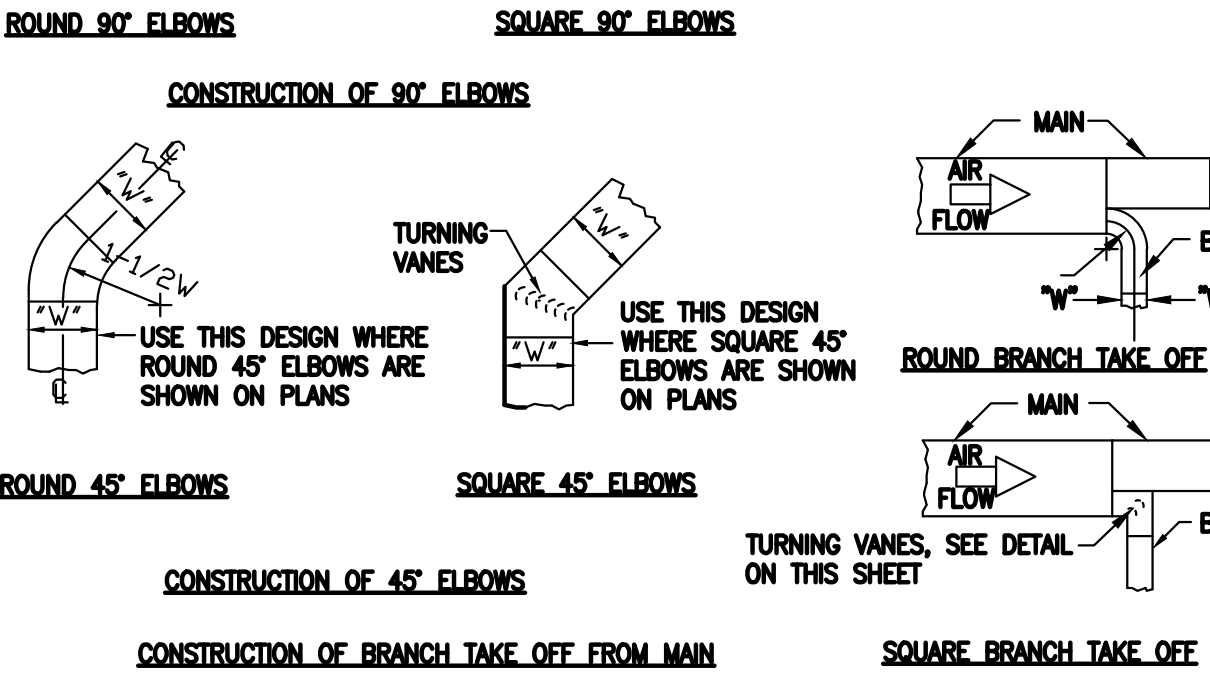 ROUND 90° ELBOWS
SQUARE 90° ELBOWS
CONSTRUCTION OF 90° ELBOWS
"W"
1-1/2W
"W"
USE THIS DESIGN WHERE
ROUND 45° ELBOWS ARE
SHOWN ON PLANS
TURNING
VANES
"W"
"W"
USE THIS DESIGN
WHERE SQUARE 45°
ELBOWS ARE SHOWN
ON PLANS
ROUND 45° ELBOWS
SQUARE 45° ELBOWS
CONSTRUCTION OF 45° ELBOWS
CONSTRUCTION OF BRANCH TAKE OFF FROM MAIN
MAIN
AIR
FLOW
"W"
ROUND BRANCH TAKE OFF
MAIN
AIR
FLOW
TURNING VANES, SEE DETAIL
ON THIS SHEET
SQUARE BRANCH TAKE OFF